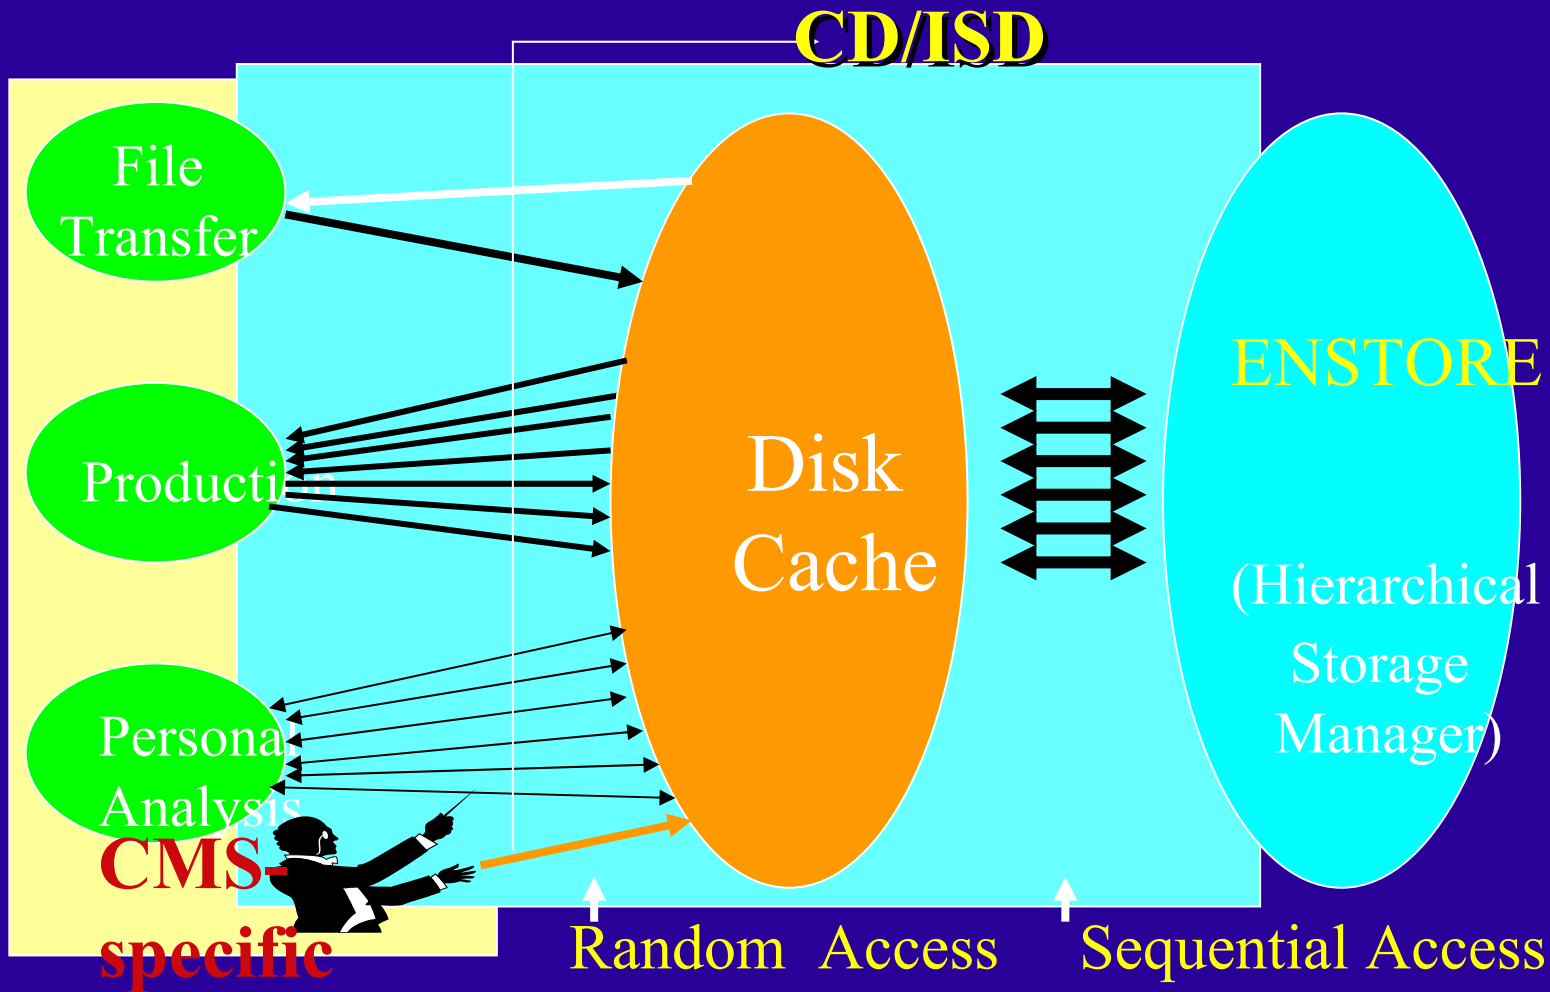 CD/ISD
File
Transfer
Production
Personal
Analysis
CMS-
specific
Disk
Cache
ENSTORE
(Hierarchical
Storage
Manager)
Random Access
Sequential Access